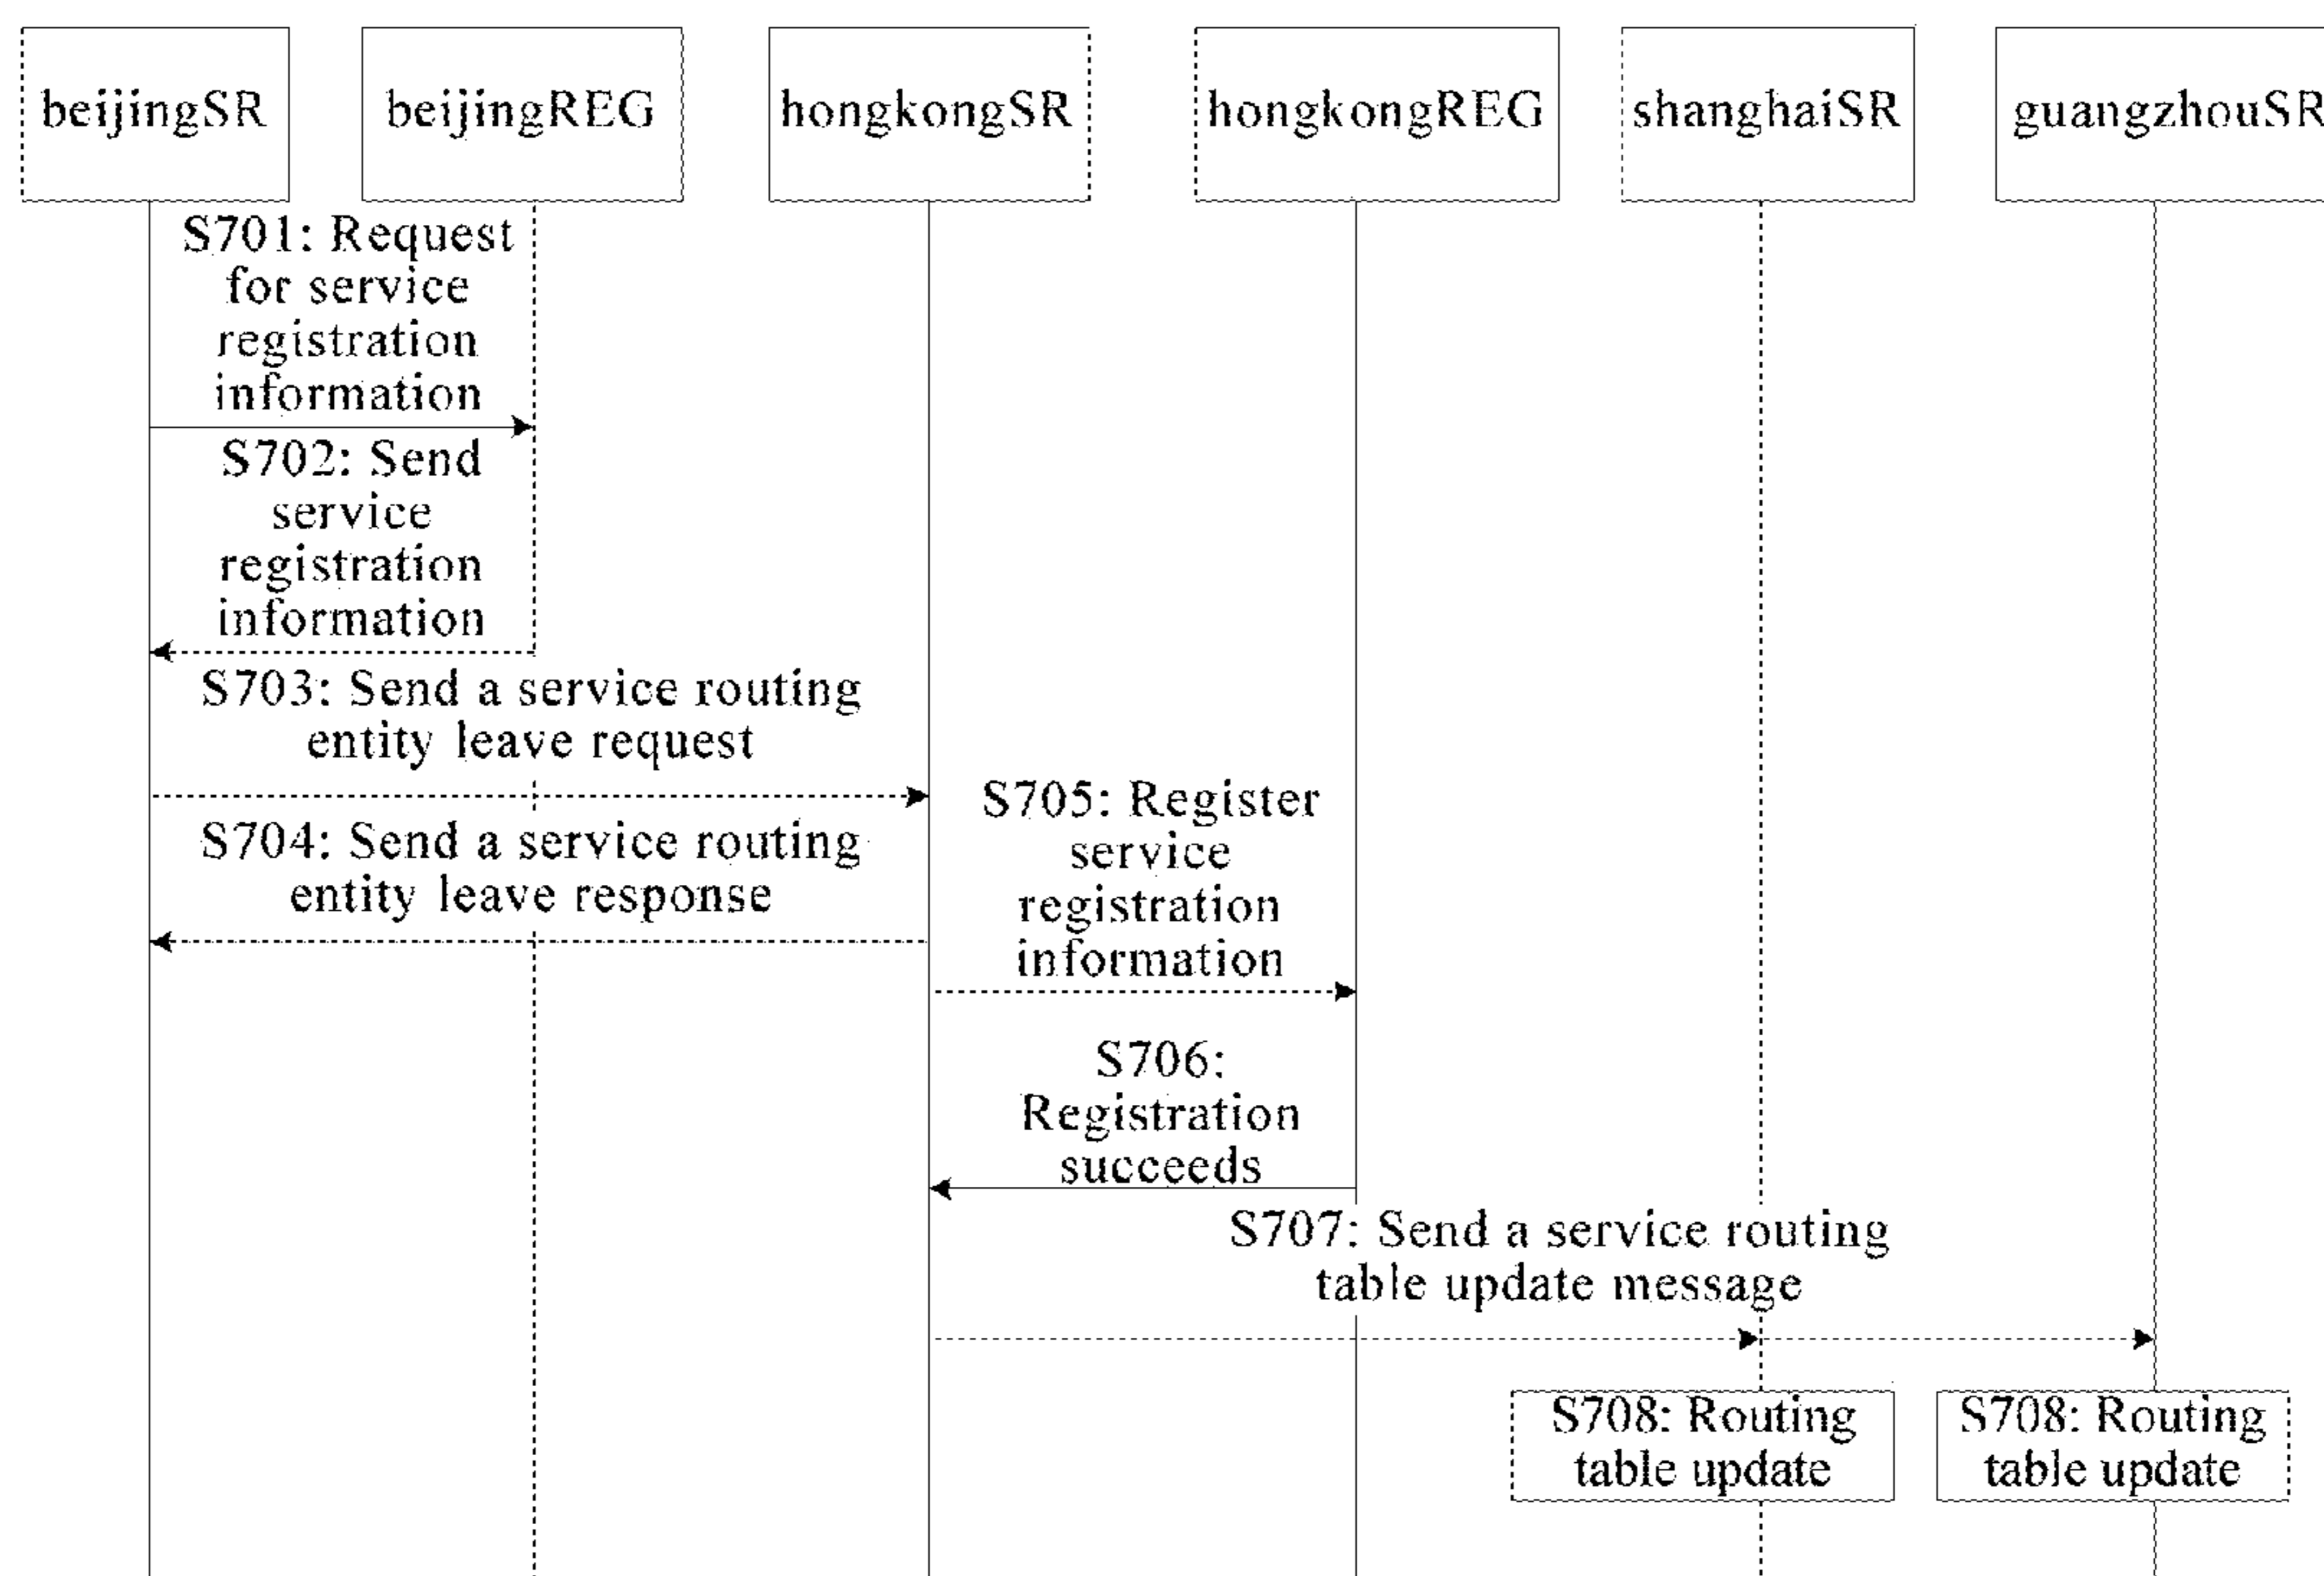 beijingSR
beijingREG
hongkongSR
hongkongREG
shanghaiSR
guangzhouSR
S701: Request
for service
registration
information
S702: Send
service
registration
information
S703: Send a service routing
entity leave request
S704: Send a service routing
entity leave response
S705: Register
service
registration
information
S706:
Registration
succeeds
S707: Send a service routing
table update message
S708: Routing
table update
S708: Routing
table update